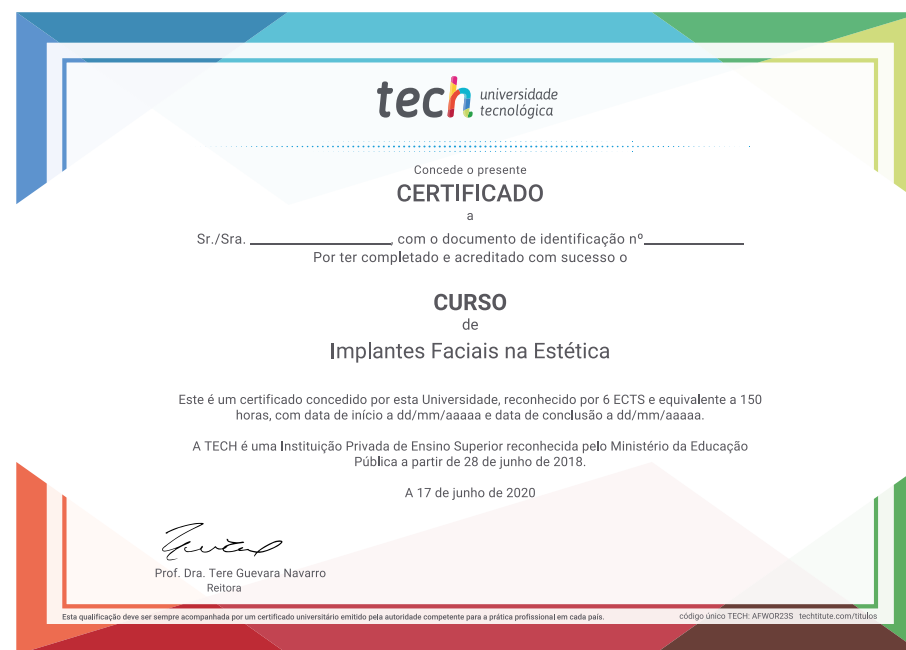 tech universidade
tecnológica
Concede o presente
CERTIFICADO
a
Sr./Sra. ____________________, com o documento de identificação nº______________
Por ter completado e acreditado com sucesso o
CURSO
de
Implantes Faciais na Estética
Este é um certificado concedido por esta Universidade, reconhecido por 6 ECTS e equivalente a 150
horas, com data de início a dd/mm/aaaaa e data de conclusão a dd/mm/aaaaa.
A TECH é uma Instituição Privada de Ensino Superior reconhecida pelo Ministério da Educação
Pública a partir de 28 de junho de 2018.
A 17 de junho de 2020
Prof. Dra. Tere Guevara Navarro
Reitora
Esta qualificação deve ser sempre acompanhada por um certificado universitário emitido pela autoridade competente para a prática profissional em cada país.
código único TECH: AFWOR23S techtitute.com/titulos